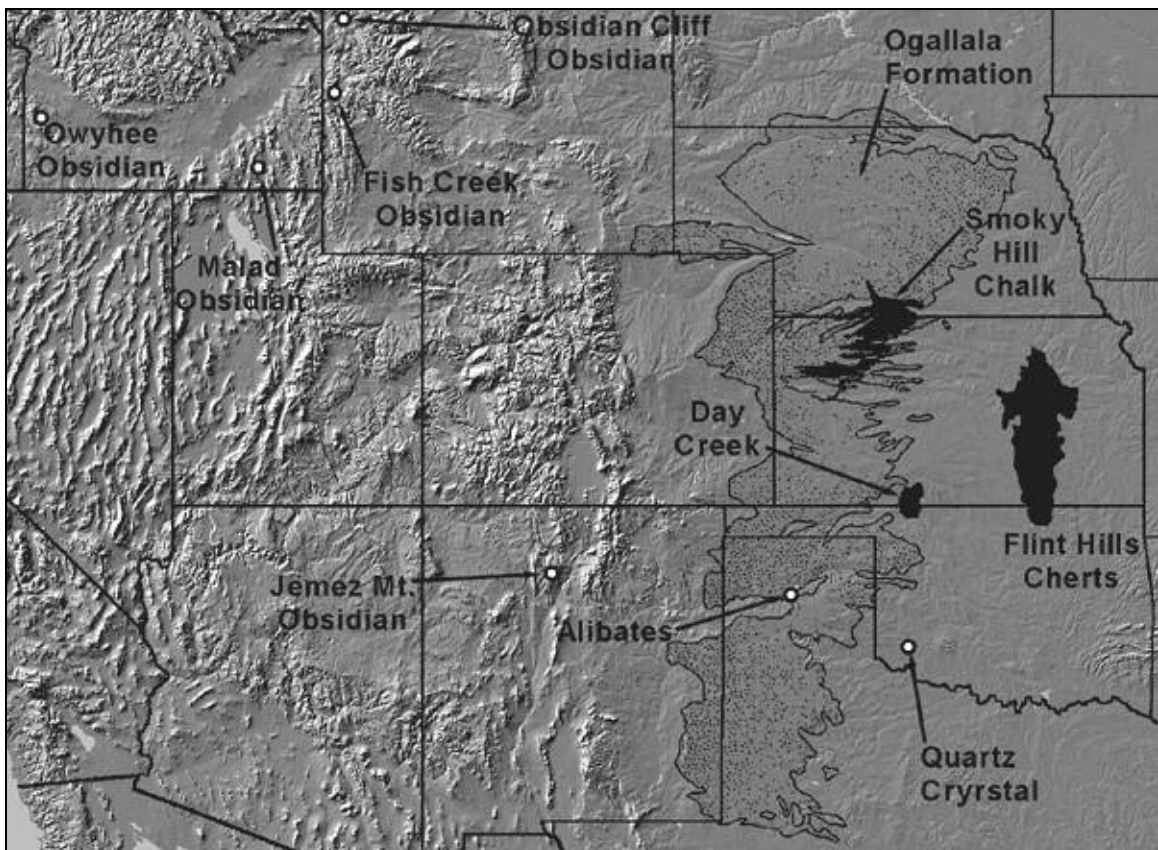 Obsidian Cliff
Obsidian
Ogallala
Formation
Owyhee
Obsidian
Fish Creek
Obsidian
Smoky
Hill
Chalk
Malad
Obsidian
Day
Creek
Flint Hills
Cherts
Jemez Mt.
Obsidian
Alibates
Quartz
Cryrstal